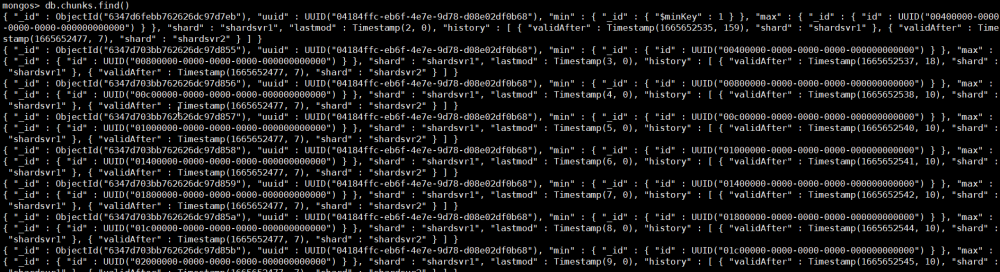 mongos> db.chunks.find()
{ "_id" : ObjectId("6347d6febb762626dc97d7eb"), "uuid" : UUID("04184ffc-eb6f-4e7e-9d78-d08e02df0b68"), "min" : { "_id" : { "$minKey" : 1 } }, "max" : { "_id" : { "id" : UUID("00400000-0000
-0000-0000-000000000000") } }, "shard" : "shardsvr1", "lastmod" : Timestamp(2, 0), "history" : [ { "validAfter" : Timestamp(1665652535, 159), "shard" : "shardsvr1" }, { "validAfter" : Time
stamp(1665652477, 7), "shard" : "shardsvr2" } ] }
{ "_id" : ObjectId("6347d703bb762626dc97d855"), "uuid" : UUID("04184ffc-eb6f-4e7e-9d78-d08e02df0b68"), "min" : { "_id" : { "id" : UUID("00400000-0000-0000-0000-000000000000") } }, "max" :
{ "_id" : { "id" : UUID("00800000-0000-0000-0000-000000000000") } }, "shard" : "shardsvr1", "lastmod" : Timestamp(3, 0), "history" : [ { "validAfter" : Timestamp(1665652537, 18), "shard" :
"shardsvr1" }, { "validAfter" : Timestamp(1665652477, 7), "shard" : "shardsvr2" } ] }
{ "_id" : ObjectId("6347d703bb762626dc97d856"), "uuid" : UUID("04184ffc-eb6f-4e7e-9d78-d08e02df0b68"), "min" : { "_id" : { "id" : UUID("00800000-0000-0000-0000-000000000000") } }, "max" :
{ "_id" : { "id" : UUID("00c00000-0000-0000-0000-000000000000") } }, "shard" : "shardsvr1", "lastmod" : Timestamp(4, 0), "history" : [ { "validAfter" : Timestamp(1665652538, 10), "shard" :
"shardsvr1" }, { "validAfter" : Timestamp(1665652477, 7), "shard" : "shardsvr2" } ] }
{ "_id" : ObjectId("6347d703bb762626dc97d857"), "uuid" : UUID("04184ffc-eb6f-4e7e-9d78-d08e02df0b68"), "min" : { "_id" : { "id" : UUID("00c00000-0000-0000-0000-000000000000") } }, "max" :
{ "_id" : { "id" : UUID("01000000-0000-0000-0000-000000000000") } }, "shard" : "shardsvr1", "lastmod" : Timestamp(5, 0), "history" : [ { "validAfter" : Timestamp(1665652540, 10), "shard" :
"shardsvr1" }, { "validAfter" : Timestamp(1665652477, 7), "shard" : "shardsvr2" } ] }
{ "_id" : ObjectId("6347d703bb762626dc97d858"), "uuid" : UUID("04184ffc-eb6f-4e7e-9d78-d08e02df0b68"), "min" : { "_id" : { "id" : UUID("01000000-0000-0000-0000-000000000000") } }, "max" :
{ "_id" : { "id" : UUID("01400000-0000-0000-0000-000000000000") } }, "shard" : "shardsvr1", "lastmod" : Timestamp(6, 0), "history" : [ { "validAfter" : Timestamp(1665652541, 10), "shard" :
"shardsvr1" }, { "validAfter" : Timestamp(1665652477, 7), "shard" : "shardsvr2" } ] }
{ "_id" : ObjectId("6347d703bb762626dc97d859"), "uuid" : UUID("04184ffc-eb6f-4e7e-9d78-d08e02df0b68"), "min" : { "_id" : { "id" : UUID("01400000-0000-0000-0000-000000000000") } }, "max" :
{ "_id" : { "id" : UUID("01800000-0000-0000-0000-000000000000") } }, "shard" : "shardsvr1", "lastmod" : Timestamp(7, 0), "history" : [ { "validAfter" : Timestamp(1665652542, 10), "shard" :
"shardsvr1" }, { "validAfter" : Timestamp(1665652477, 7), "shard" : "shardsvr2" } ] }
{ "_id" : ObjectId("6347d703bb762626dc97d85a"), "uuid" : UUID("04184ffc-eb6f-4e7e-9d78-d08e02df0b68"), "min" : { "_id" : { "id" : UUID("01800000-0000-0000-0000-000000000000") } }, "max" :
{ "_id" : { "id" : UUID("01c00000-0000-0000-0000-000000000000") } }, "shard" : "shardsvr1", "lastmod" : Timestamp(8, 0), "history" : [ { "validAfter" : Timestamp(1665652544, 10), "shard" :
"shardsvr1" }, { "validAfter" : Timestamp(1665652477, 7), "shard" : "shardsvr2" } ] }
{ "_id" : ObjectId("6347d703bb762626dc97d85b"), "uuid" : UUID("04184ffc-eb6f-4e7e-9d78-d08e02df0b68"), "min" : { "_id" : { "id" : UUID("01c00000-0000-0000-0000-000000000000") } }, "max" :
{ "_id" : { "id" : UUID("02000000-0000-0000-0000-000000000000") } }, "shard" : "shardsvr1", "lastmod" : Timestamp(9, 0), "history" : [ { "validAfter" : Timestamp(1665652545, 10), "shard" :
"shardsvr1" }, { "validAfter" : Timestamp(1665652477, 7), "shard" : "shardsvr2" } ] }